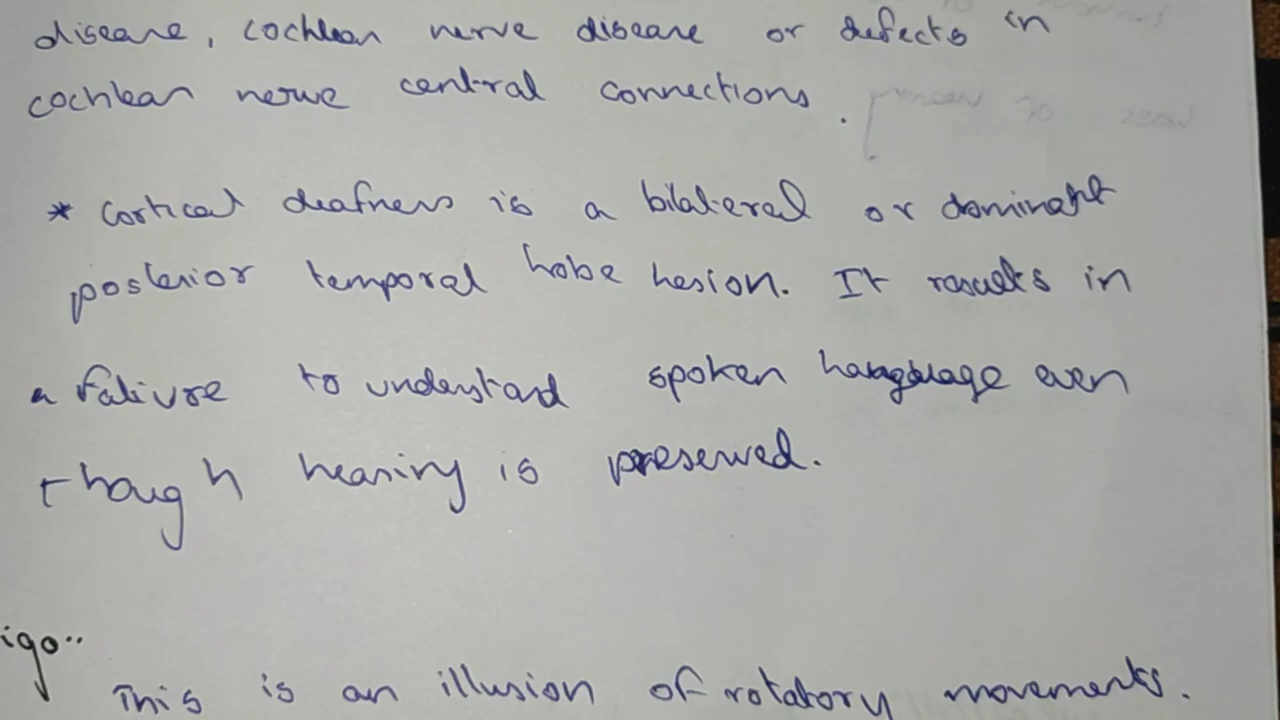 disease, cochlear nerve disease or defects in
cochlear nerve central connections.
* Cortical deafness is a bilateral or dominant
posterior temporal lobe lesion. It results in
a faliure to understand spoken language even
though hearing is preserved.
igo:
This is an illusion of rotatory movements.